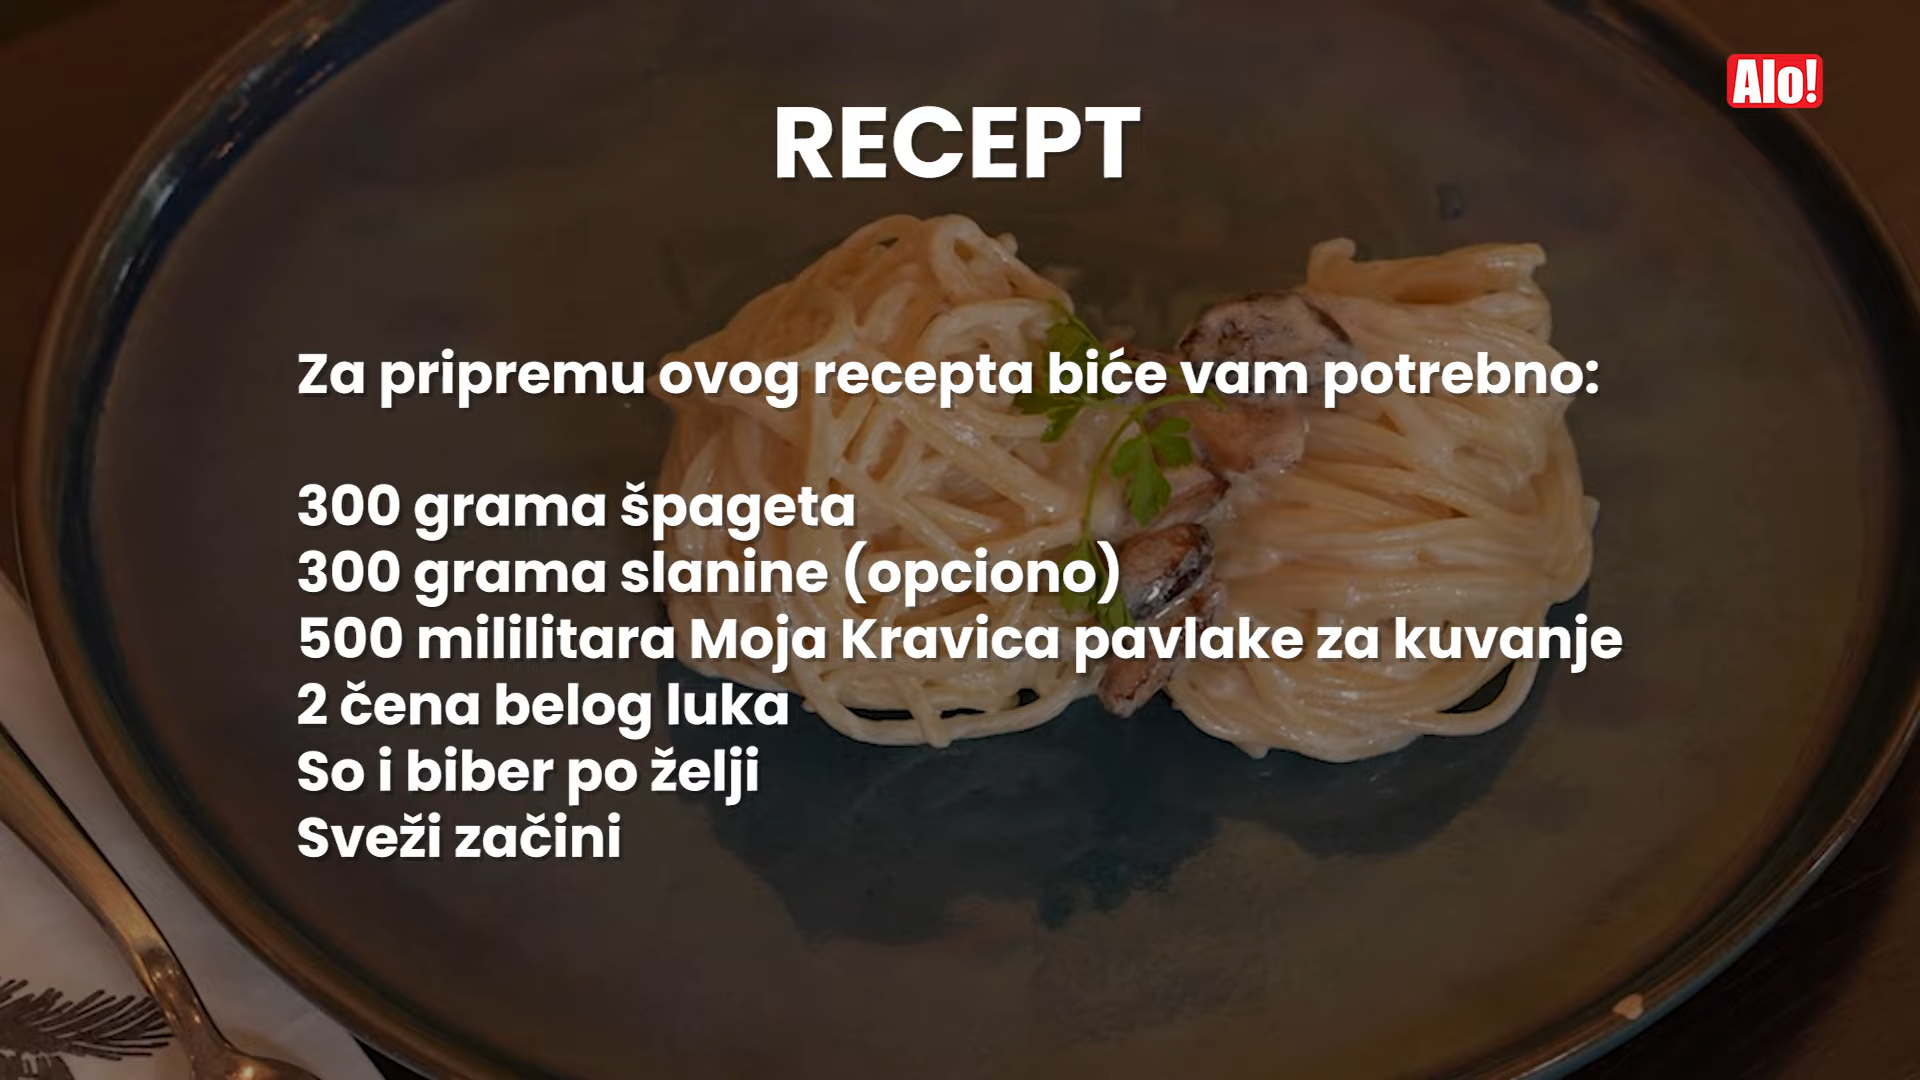 Alo!
RECEPT
Za pripremu ovog recepta biće vam potrebno:
300 grama špageta
300 grama slanine (opciono)
500 mililitara Moja Kravica pavlake za kuvanje
2 čena belog luka
So i biber po želji
Sveži začini